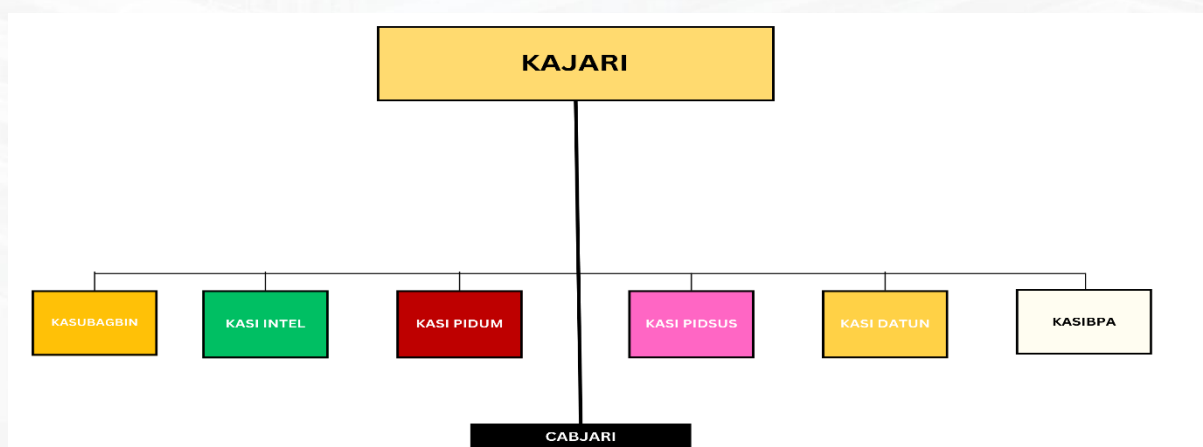 KAJARI
KASUBAGBIN
KASI INTEL
KASI PIDUM
KASI PIDSUS
KASI DATUN
KASIBPA
CABJARI